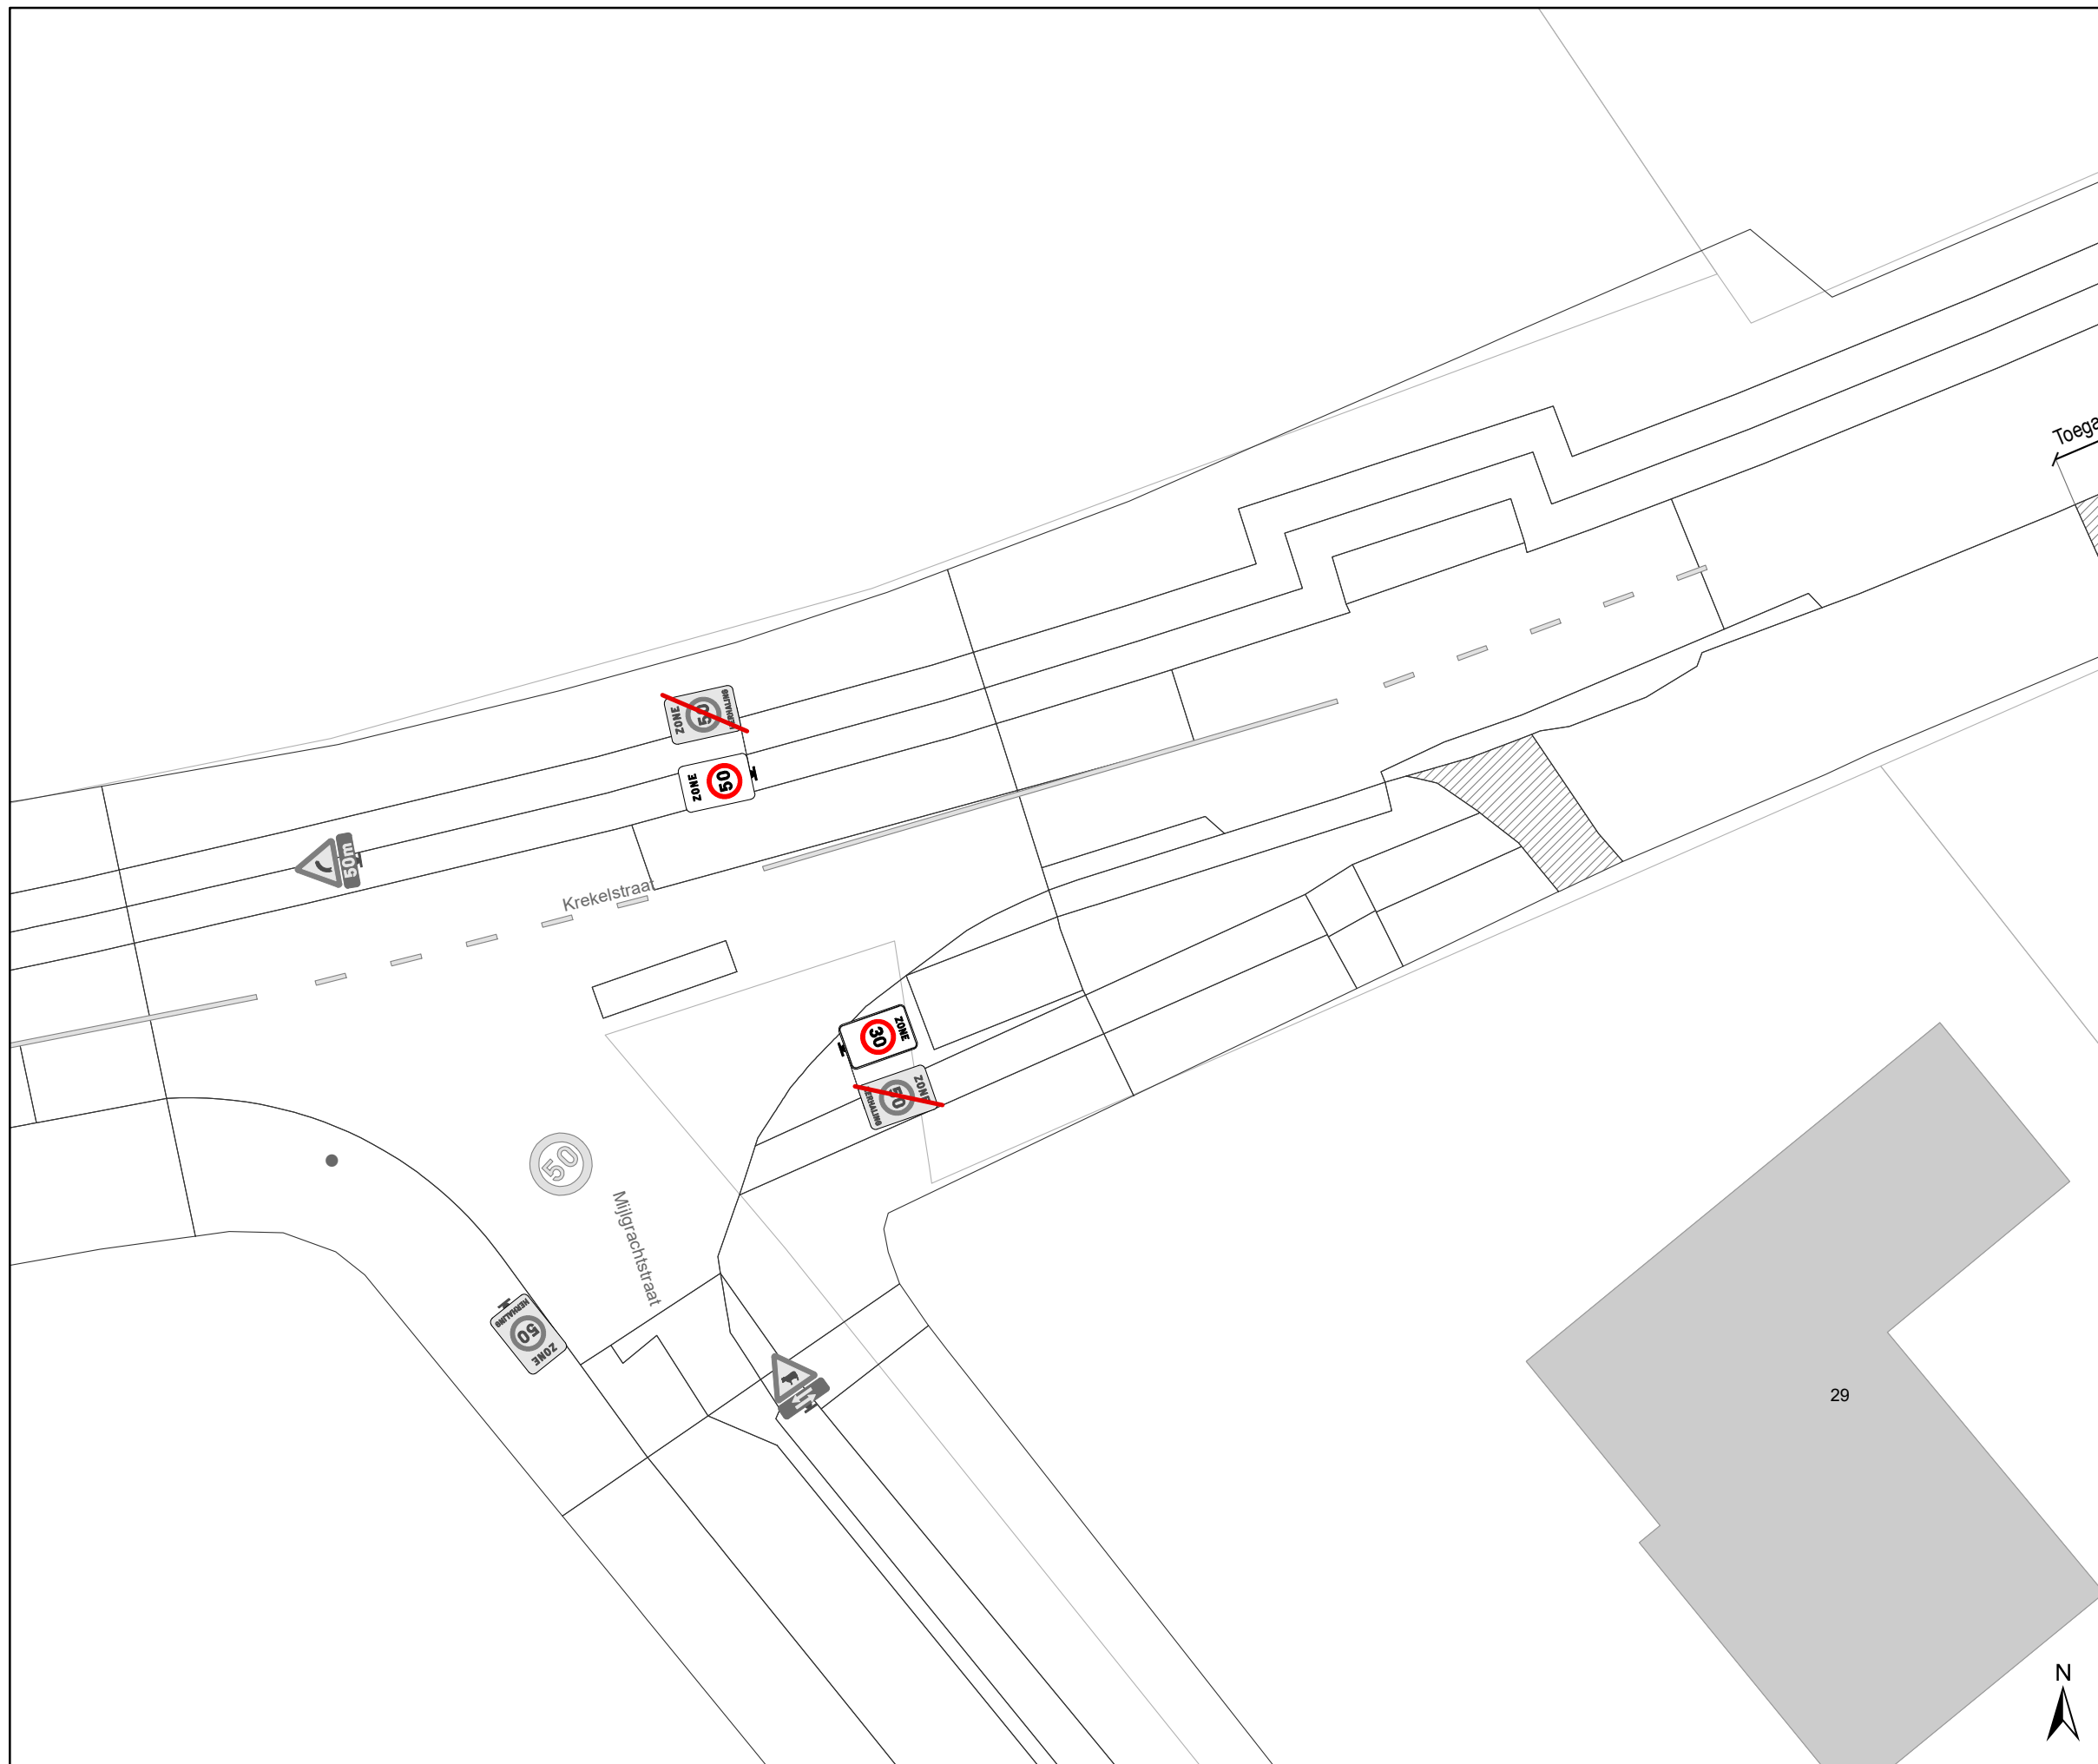 Toega
HERHALING
50
ZONE
50
ZONE
50m
Krekelstraat
ZONE
30
ZONE
50
HERHALING
50
Mijlgrachtstraat
HERHALING
50
ZONE
29
N